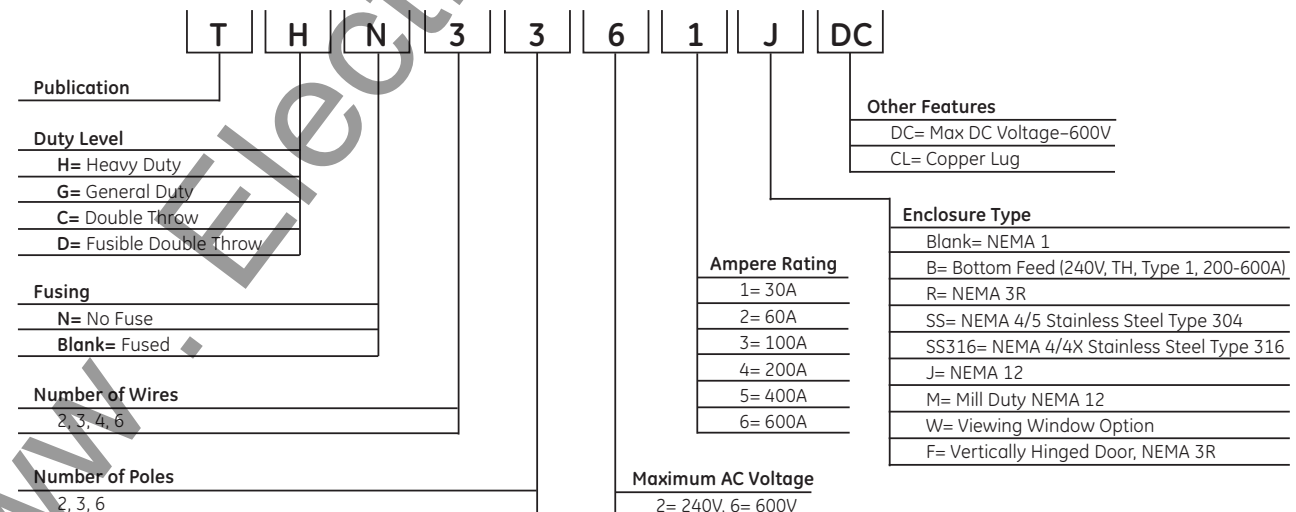 T H N 3 3 6 1 J DC
Publication
Duty Level
H= Heavy Duty
G= General Duty
C= Double Throw
D= Fusible Double Throw
Fusing
N= No Fuse
Blank= Fused
Number of Wires
2, 3, 4, 6
Number of Poles
2, 3, 6
Maximum AC Voltage
2= 240V, 6= 600V
Ampere Rating
1= 30A
2= 60A
3= 100A
4= 200A
5= 400A
6= 600A
Other Features
DC= Max DC Voltage–600V
CL= Copper Lug
Enclosure Type
Blank= NEMA 1
B= Bottom Feed (240V, TH, Type 1, 200-600A)
R= NEMA 3R
SS= NEMA 4/5 Stainless Steel Type 304
SS316= NEMA 4/4X Stainless Steel Type 316
J= NEMA 12
M= Mill Duty NEMA 12
W= Viewing Window Option
F= Vertically Hinged Door, NEMA 3R